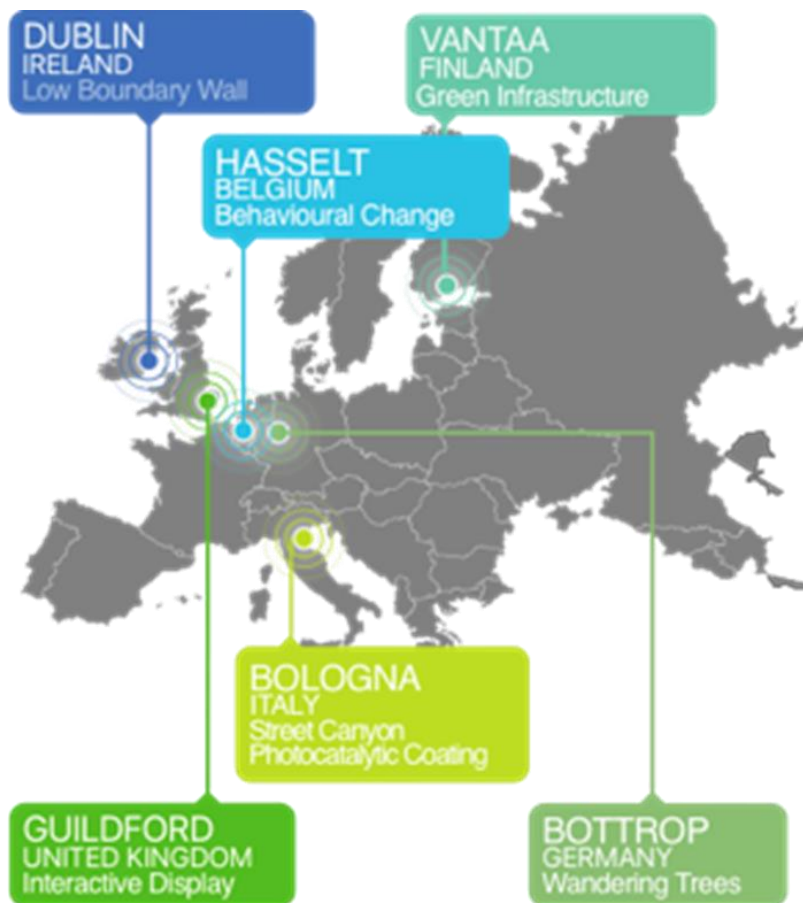 DUBLIN
IRELAND
Low Boundary Wall
VANTAA
FINLAND
Green Infrastructure
HASSELT
BELGIUM
Behavioural Change
BOLOGNA
ITALY
Street Canyon
Photocatalytic Coating
GUILDFORD
UNITED KINGDOM
Interactive Display
BOTTROP
GERMANY
Wandering Trees